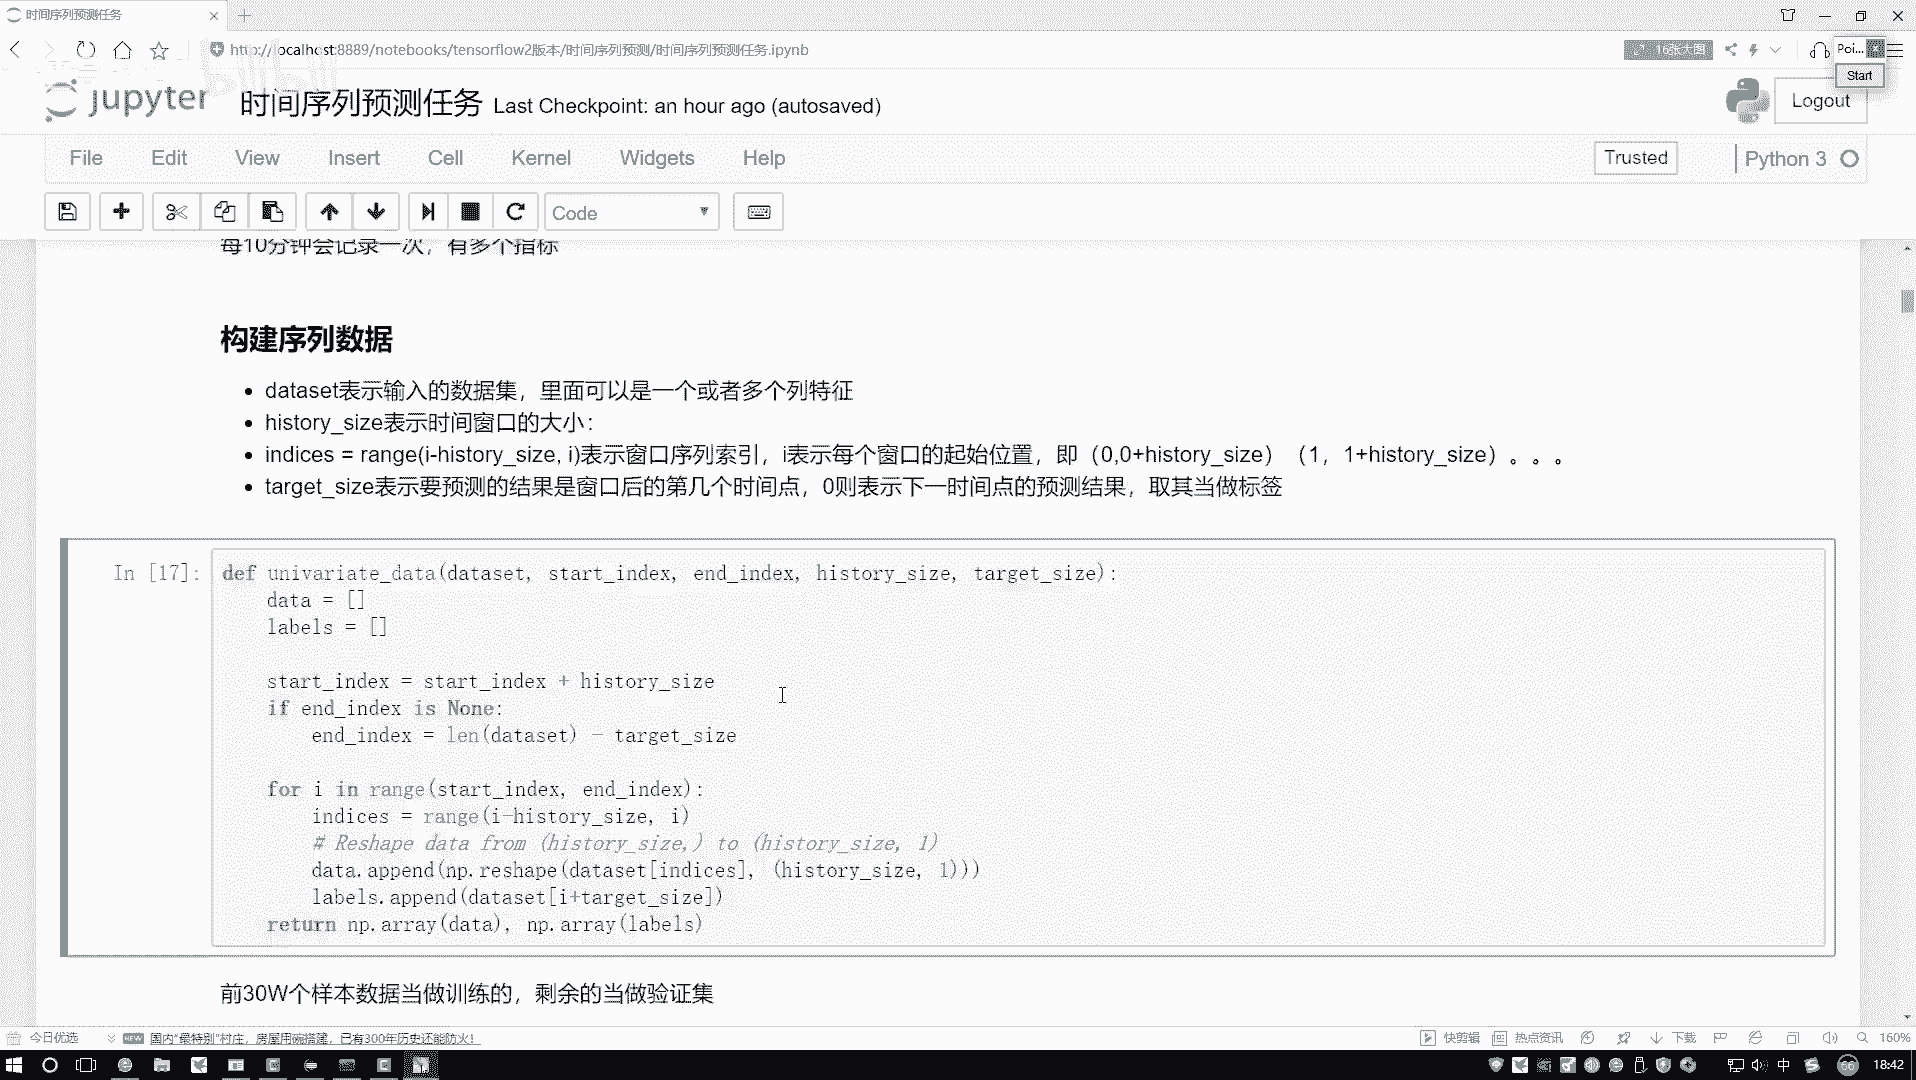 时间序列预测任务
http://localhost:8889/notebooks/tensorflow2版本/时间序列预测/时间序列预测任务.ipynb
16张大图
Poi...
Start
jupyter 时间序列预测任务 Last Checkpoint: an hour ago (autosaved)
Logout
File Edit View Insert Cell Kernel Widgets Help
Trusted
Python 3
Code
每10分钟会记录一次，有多个指标
构建序列数据
dataset表示输入的数据集，里面可以是一个或者多个列特征
history_size表示时间窗口的大小：
indices = range(i-history_size, i)表示窗口序列索引，i表示每个窗口的起始位置，即（0,0+history_size）（1，1+history_size）。。。
target_size表示要预测的结果是窗口后的第几个时间点，0则表示下一时间点的预测结果，取其当做标签
In [17]:
def univariate_data(dataset, start_index, end_index, history_size, target_size):
    data = []
    labels = []
    start_index = start_index + history_size
    if end_index is None:
        end_index = len(dataset) - target_size
    for i in range(start_index, end_index):
        indices = range(i-history_size, i)
        # Reshape data from (history_size,) to (history_size, 1)
        data.append(np.reshape(dataset[indices], (history_size, 1)))
        labels.append(dataset[i+target_size])
    return np.array(data), np.array(labels)
前30W个样本数据当做训练的，剩余的当做验证集
今日优选
NEW 国内"最特别"村庄，房屋用碗搭建，已有300年历史还能防火！
快剪辑 热点资讯 下载 160%
中 66 18:42